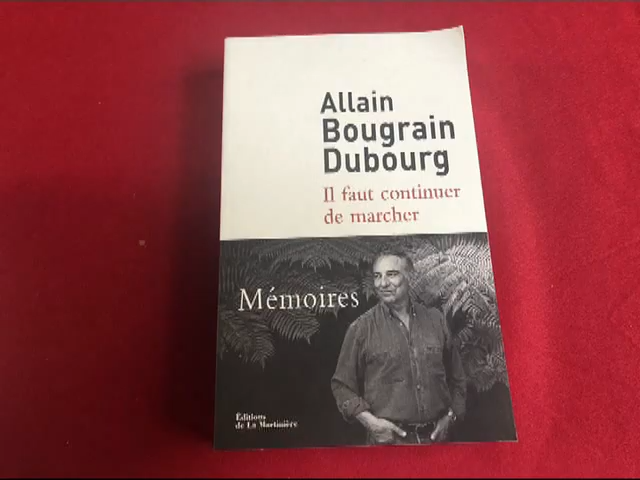 Allain
Bougrain
Dubourg
Il faut continuer
de marcher
Mémoires
Éditions
de La Martinière